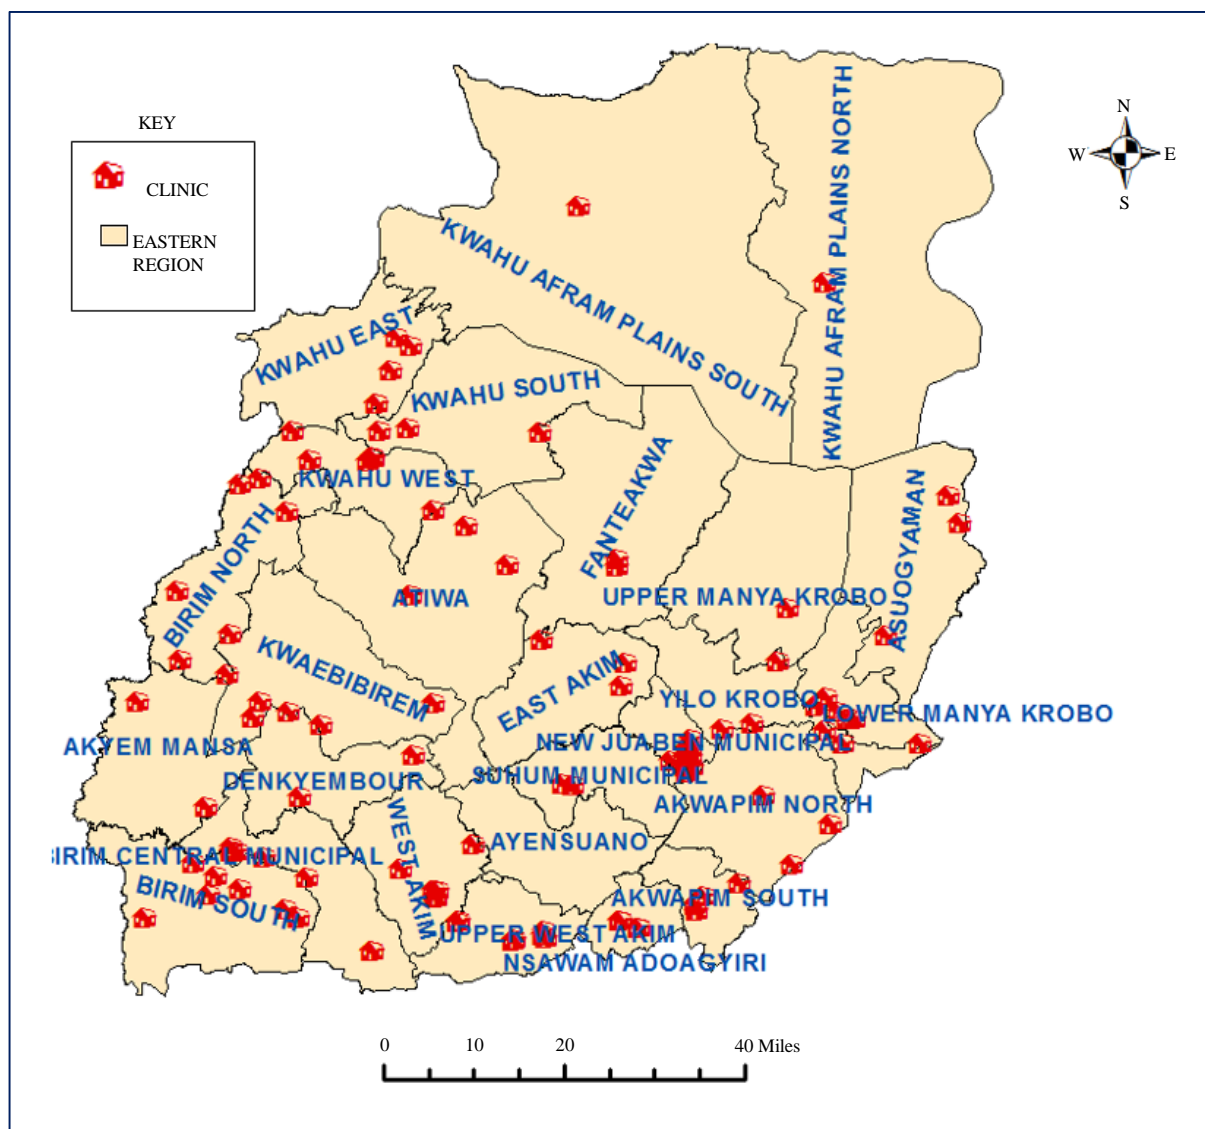 KEY
CLINIC
EASTERN
REGION
N
W
E
S
KWAHU AFRAM PLAINS NORTH
KWAHU AFRAM PLAINS SOUTH
KWAHU EAST
KWAHU SOUTH
KWAHU WEST
FANTEAKWA
ASUOGYAMAN
BIRIM NORTH
ATIWA
UPPER MANYA KROBO
KWAEBIBIREM
EAST AKIM
YILO KROBO
LOWER MANYA KROBO
AKYEM MANSA
NEW JUABEN MUNICIPAL
DENKYEMBOUR
SUHUM MUNICIPAL
AKWAPIM NORTH
WEST AKIM
AYENSUANO
BIRIM CENTRAL MUNICIPAL
BIRIM SOUTH
AKWAPIM SOUTH
UPPER WEST AKIM
NSAWAM ADOAGYIRI
0 10 20 40 Miles